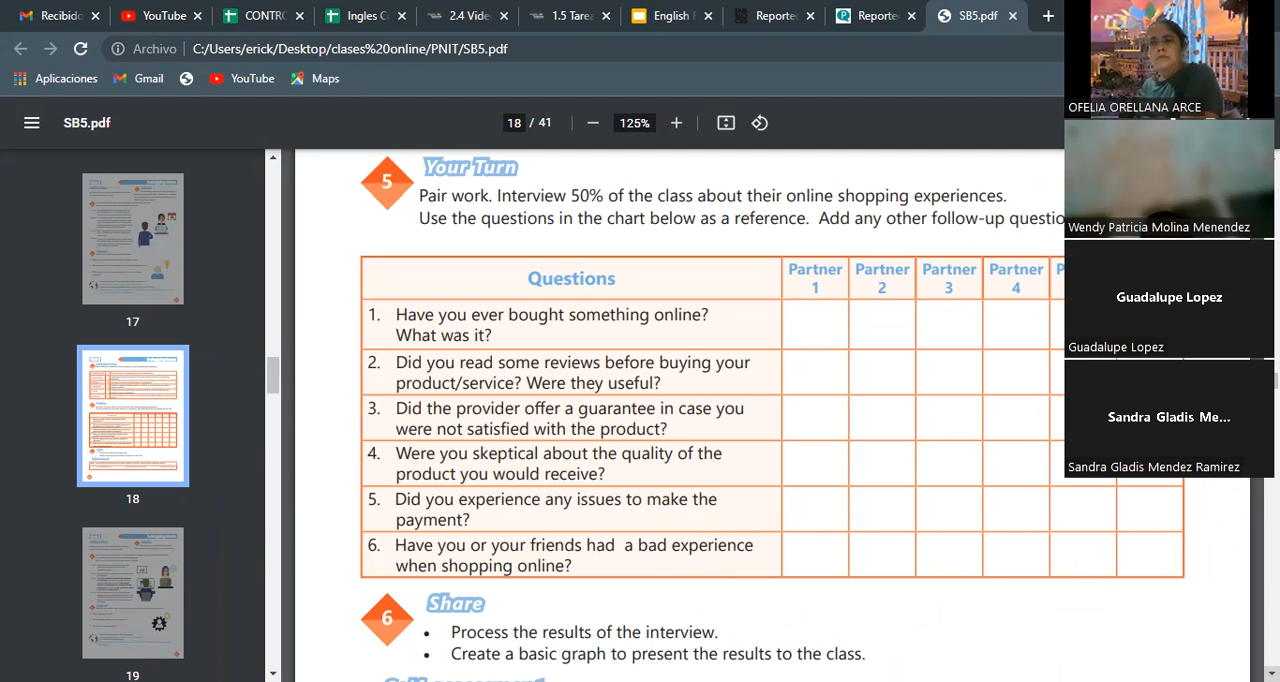 Recibido
YouTube
CONTRO
Ingles C
2.4 Vide
1.5 Tarea
English
Reporte
Reporte
SB5.pdf
Archivo C:/Users/erick/Desktop/clases%20online/PNIT/SB5.pdf
Aplicaciones Gmail YouTube Maps
SB5.pdf
18 / 41
125%
17
18
19
5 Your Turn
Pair work. Interview 50% of the class about their online shopping experiences.
Use the questions in the chart below as a reference. Add any other follow-up questio
Questions
Partner 1
Partner 2
Partner 3
Partner 4
P
1. Have you ever bought something online?
What was it?
2. Did you read some reviews before buying your
product/service? Were they useful?
3. Did the provider offer a guarantee in case you
were not satisfied with the product?
4. Were you skeptical about the quality of the
product you would receive?
5. Did you experience any issues to make the
payment?
6. Have you or your friends had a bad experience
when shopping online?
6 Share
• Process the results of the interview.
• Create a basic graph to present the results to the class.
OFELIA ORELLANA ARCE
Wendy Patricia Molina Menendez
Guadalupe Lopez
Guadalupe Lopez
Sandra Gladis Me...
Sandra Gladis Mendez Ramirez